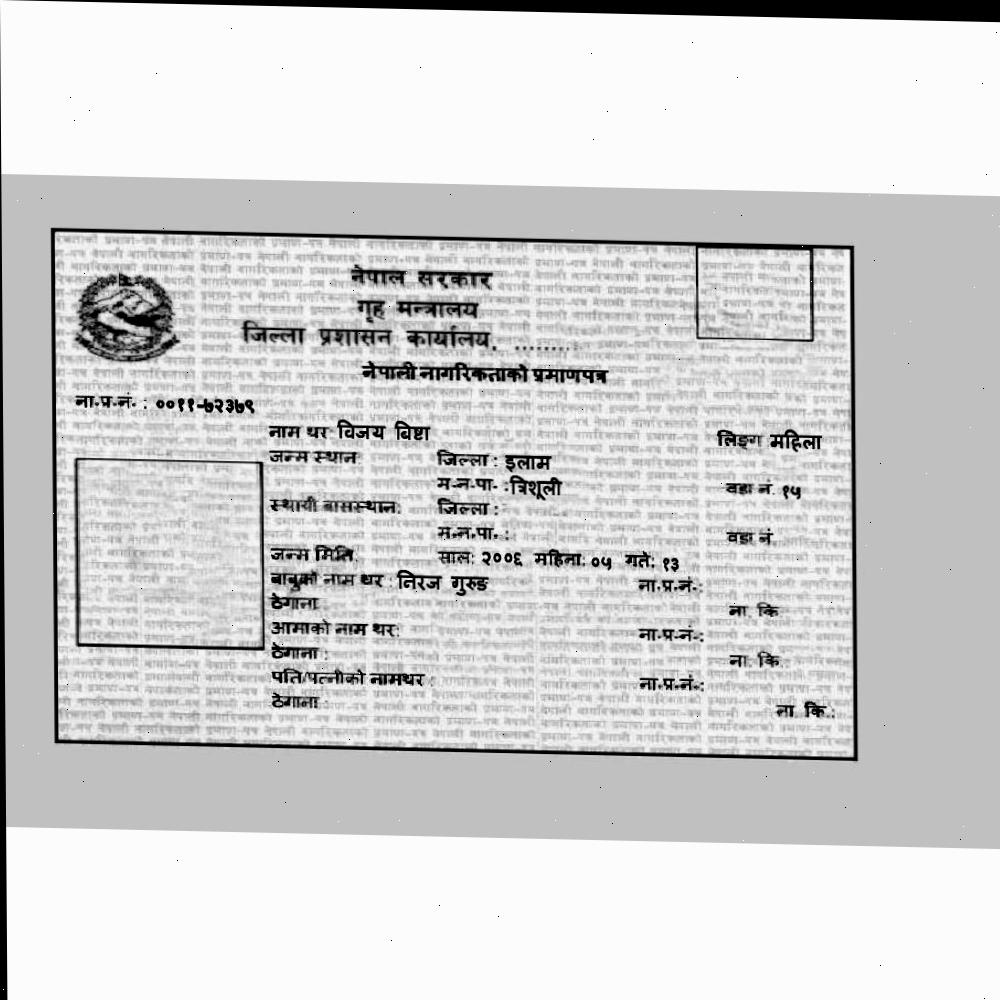 नेपाल सरकार
गृह मन्त्रालय
जिल्ला प्रशासन कार्यालय, .........
नेपाली नागरिकताको प्रमाणपत्र
ना.प्र.नं. : ००११-७२३७९
नाम थर: विजय बिष्टा लिङ्ग महिला
जन्म स्थान: जिल्ला : इलाम
म.न.पा. : त्रिशूली वडा नं. १५
स्थायी बासस्थान: जिल्ला :
म.न.पा. : वडा नं.
जन्म मिति: साल: २००६ महिना: ०५ गते: १३
बाबुको नाम थर : निरज गुरुङ ना.प्र.नं.:
ठेगाना : ना. कि.:
आमाको नाम थर: ना.प्र.नं.:
ठेगाना : ना. कि.:
पति/पत्नीको नामथर : ना.प्र.नं.:
ठेगाना : ना. कि.: